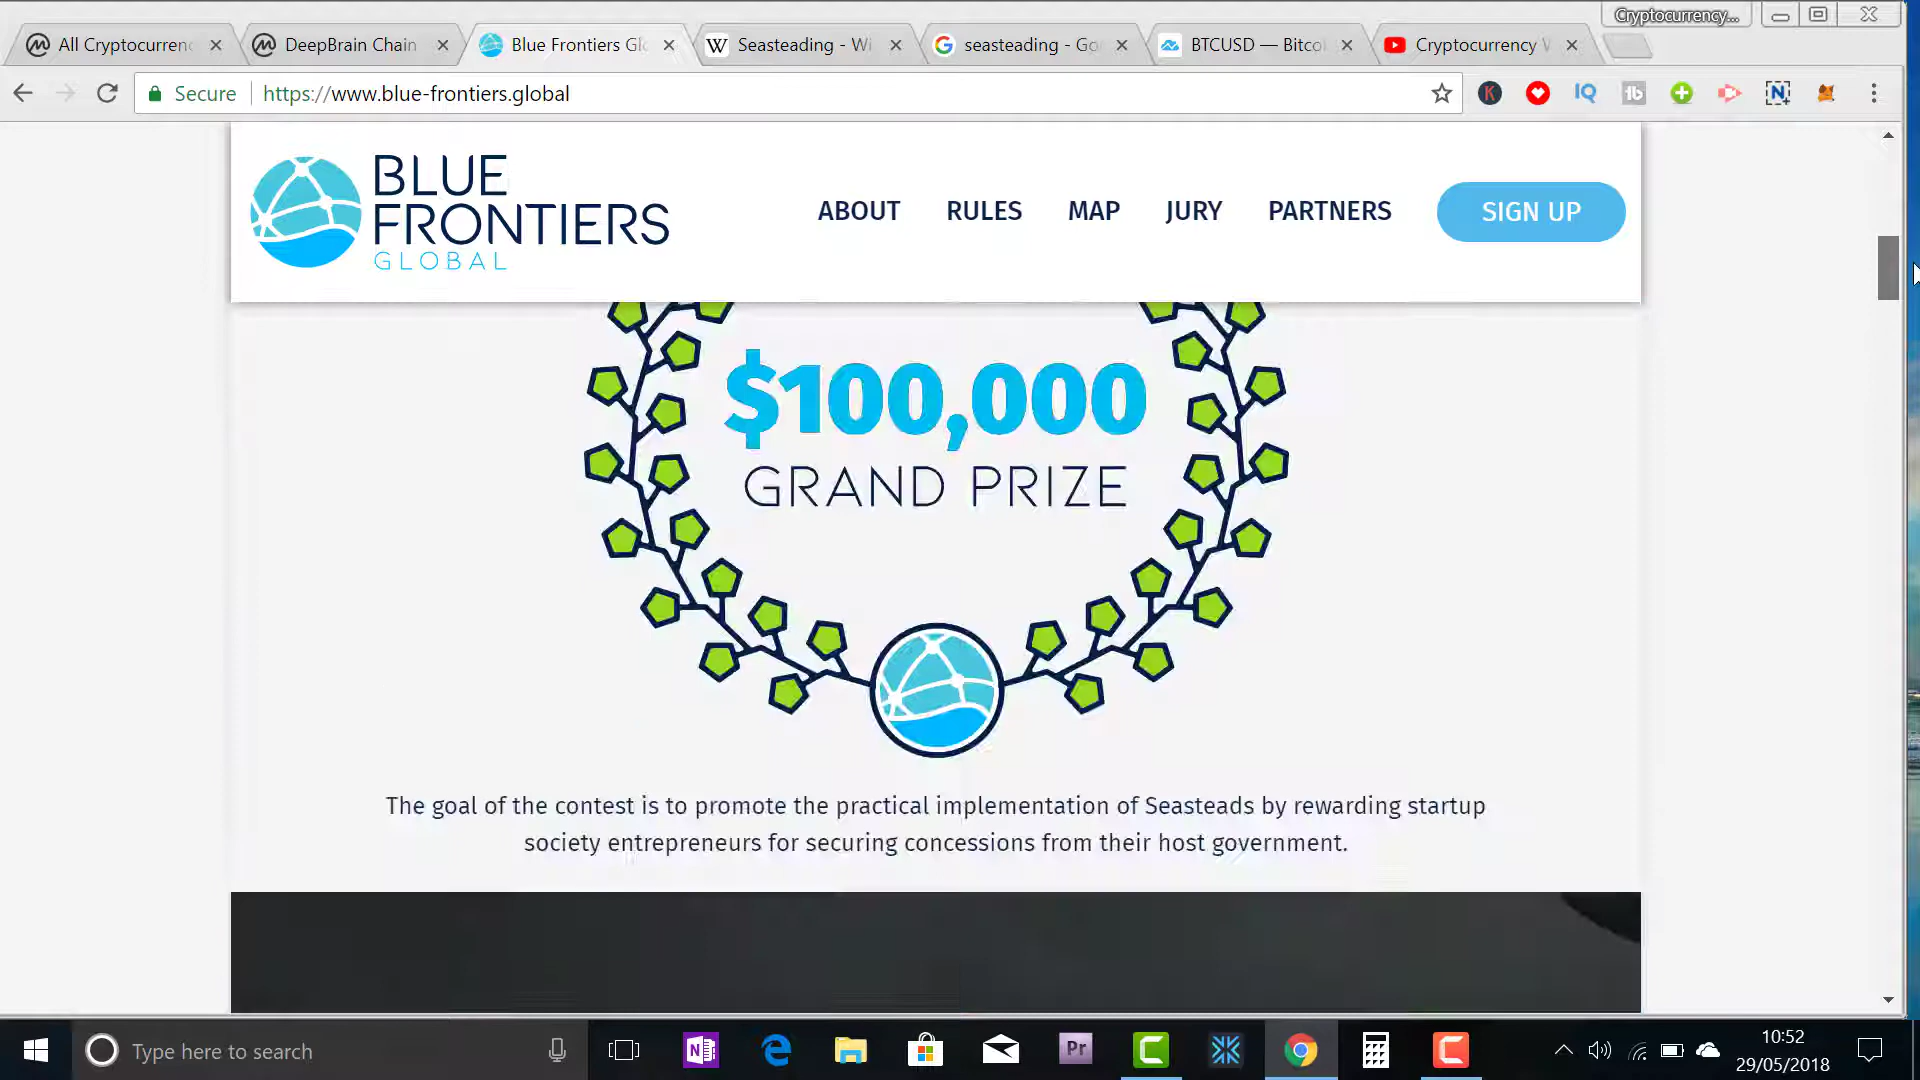 Cryptocurrency...
All Cryptocurrenc
DeepBrain Chain
Blue Frontiers Gl
Seasteading - Wi
seasteading - Go
BTCUSD — Bitco
Cryptocurrency
Secure
https://www.blue-frontiers.global
BLUE
FRONTIERS
GLOBAL
ABOUT
RULES
MAP
JURY
PARTNERS
SIGN UP
$100,000
GRAND PRIZE
The goal of the contest is to promote the practical implementation of Seasteads by rewarding startup
society entrepreneurs for securing concessions from their host government.
Type here to search
10:52
29/05/2018